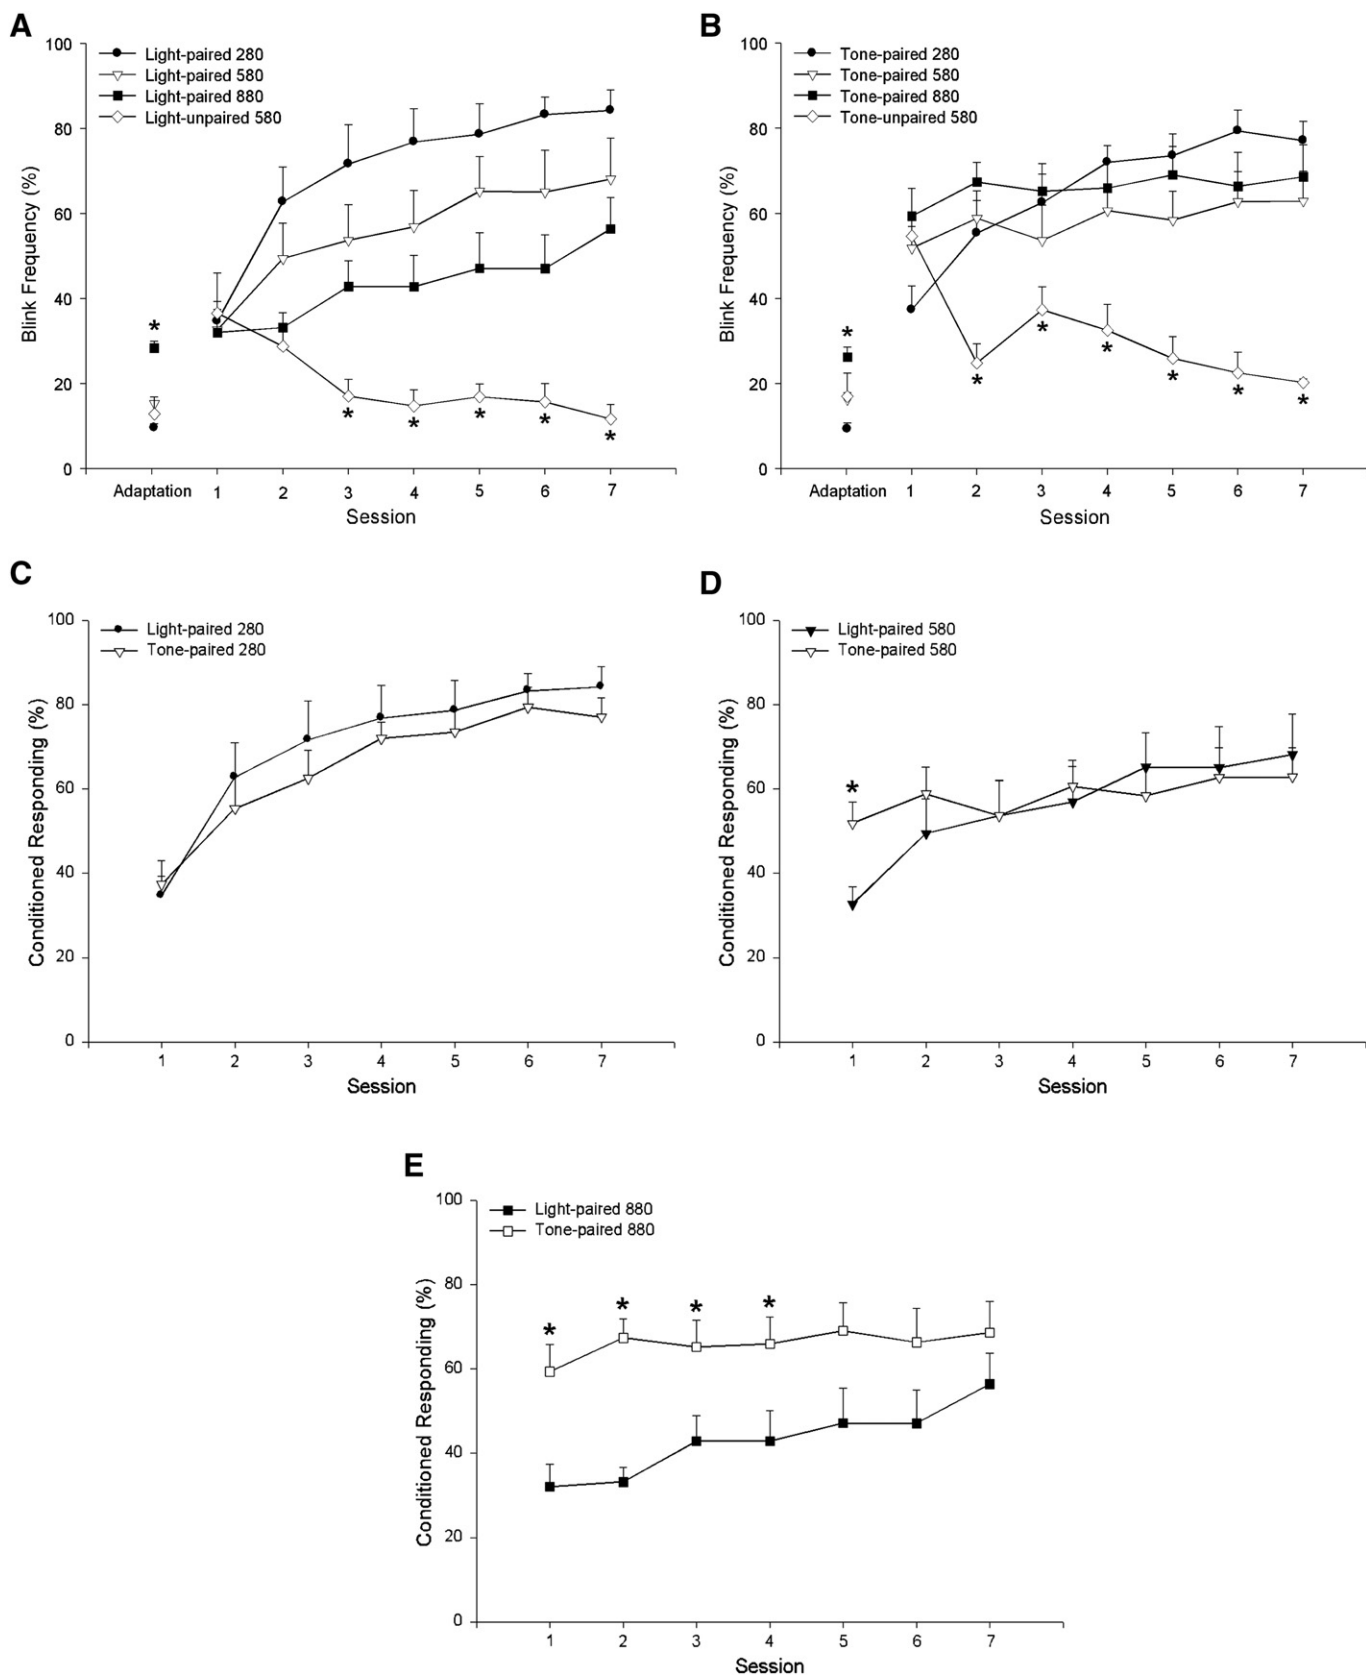 A
Light-paired 280
Light-paired 580
Light-paired 880
Light-unpaired 580
Blink Frequency (%)
100
80
60
40
20
0
*
* * * * *
Adaptation 1 2 3 4 5 6 7
Session
B
Tone-paired 280
Tone-paired 580
Tone-paired 880
Tone-unpaired 580
Blink Frequency (%)
100
80
60
40
20
0
*
* * * * * *
Adaptation 1 2 3 4 5 6 7
Session
C
Light-paired 280
Tone-paired 280
Conditioned Responding (%)
100
80
60
40
20
0
1 2 3 4 5 6 7
Session
D
Light-paired 580
Tone-paired 580
Conditioned Responding (%)
100
80
60
40
20
0
*
1 2 3 4 5 6 7
Session
E
Light-paired 880
Tone-paired 880
Conditioned Responding (%)
100
80
60
40
20
0
* * * *
1 2 3 4 5 6 7
Session